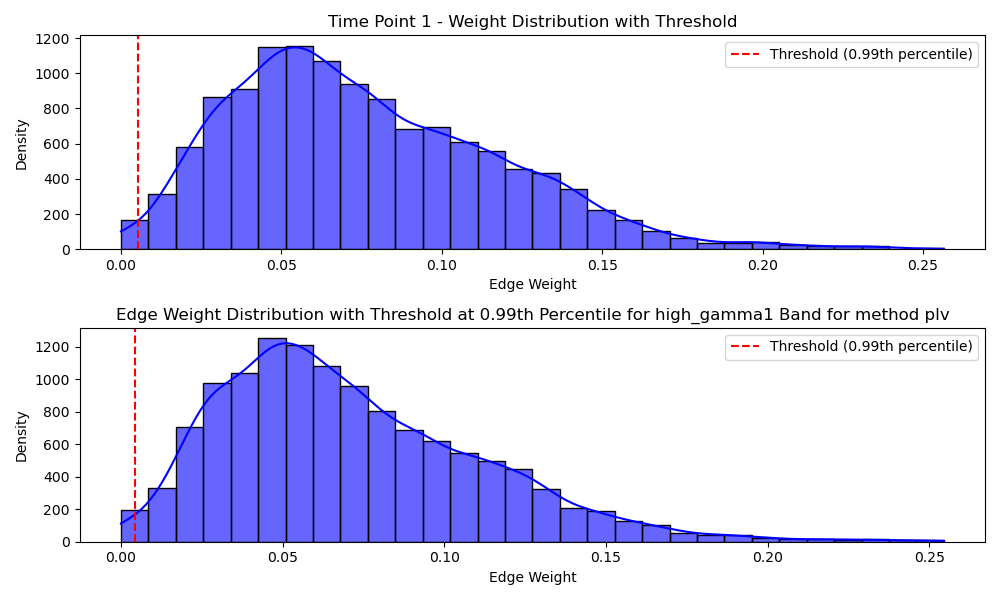 Time Point 1 - Weight Distribution with Threshold
1200
1000
800
600
400
200
0
Density
Threshold (0.99th percentile)
0.00 0.05 0.10 0.15 0.20 0.25
Edge Weight
Edge Weight Distribution with Threshold at 0.99th Percentile for high_gamma1 Band for method plv
1200
1000
800
600
400
200
0
Density
Threshold (0.99th percentile)
0.00 0.05 0.10 0.15 0.20 0.25
Edge Weight